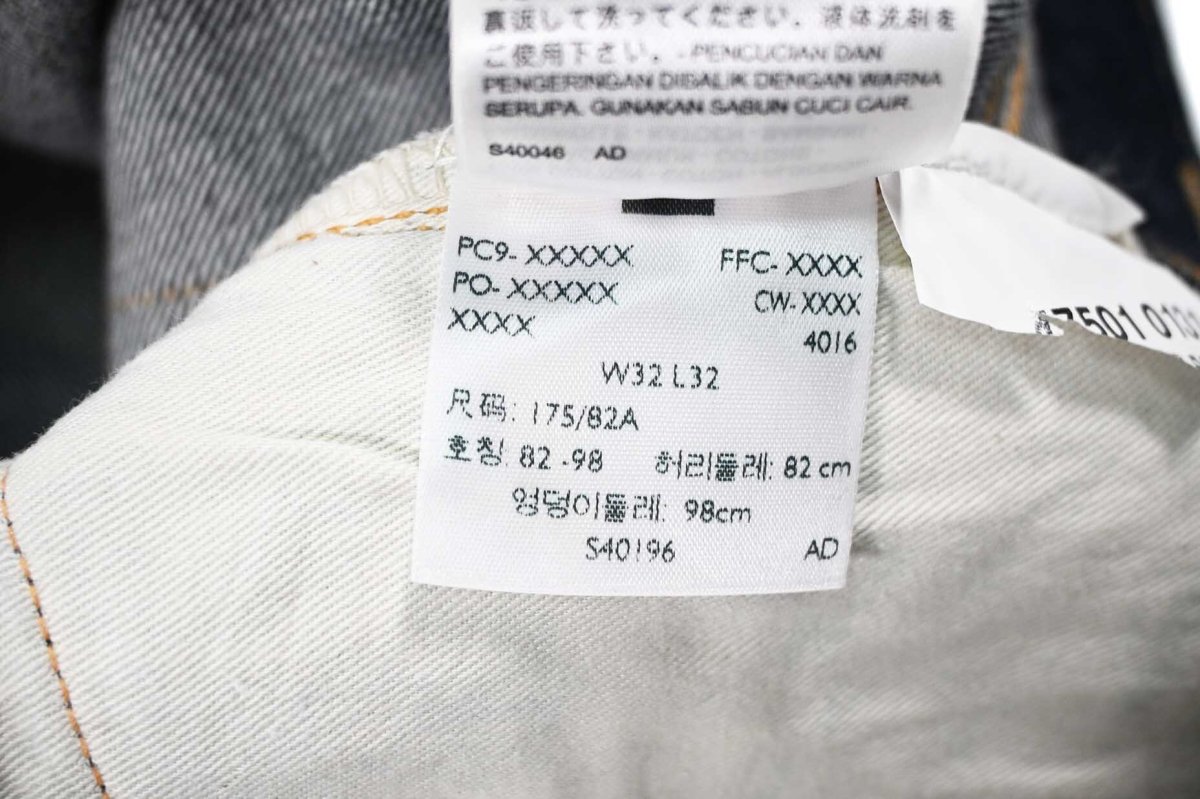 裏返して洗ってください。液体洗剤を
ご使用下さい。-PENCUCIAN DAN
PENGERINGAN DIBALIK DENGAN WARNA
SERUPA. GUNAKAN SABUN CUCI CAIR.
S40046 AD
PC9- XXXXX FFC- XXXX
PO- XXXXX CW-XXXX
XXXX 4016
W32 L32
尺码: 175/82A
호칭: 82 -98 허리둘레: 82 cm
엉덩이둘레: 98cm
S40196 AD
7501 013